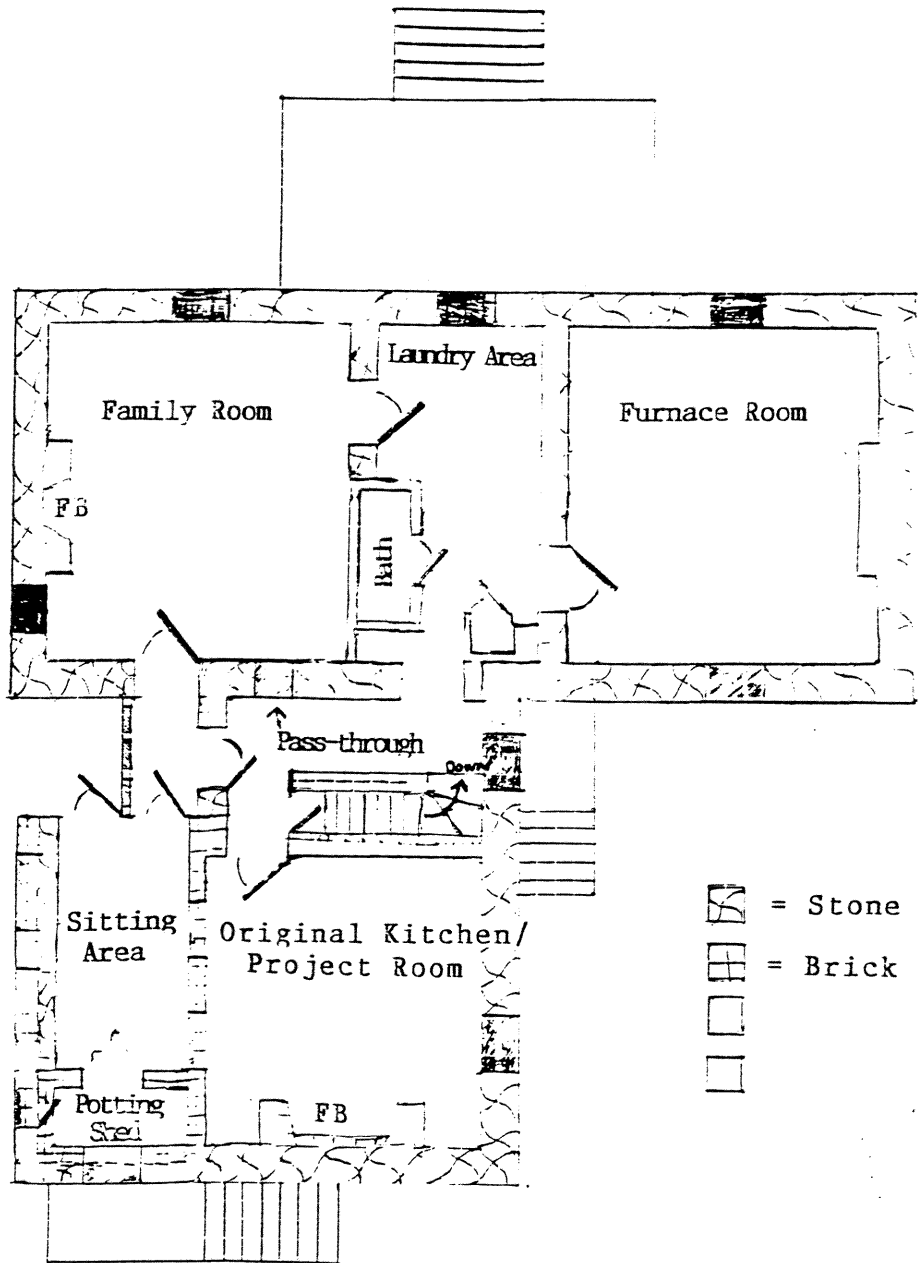 Laundry Area
Family Room
Furnace Room
FB
Bath
Pass-through
Down
Sitting
Area
Original Kitchen/
Project Room
= Stone
= Brick
Potting
Shed
FB